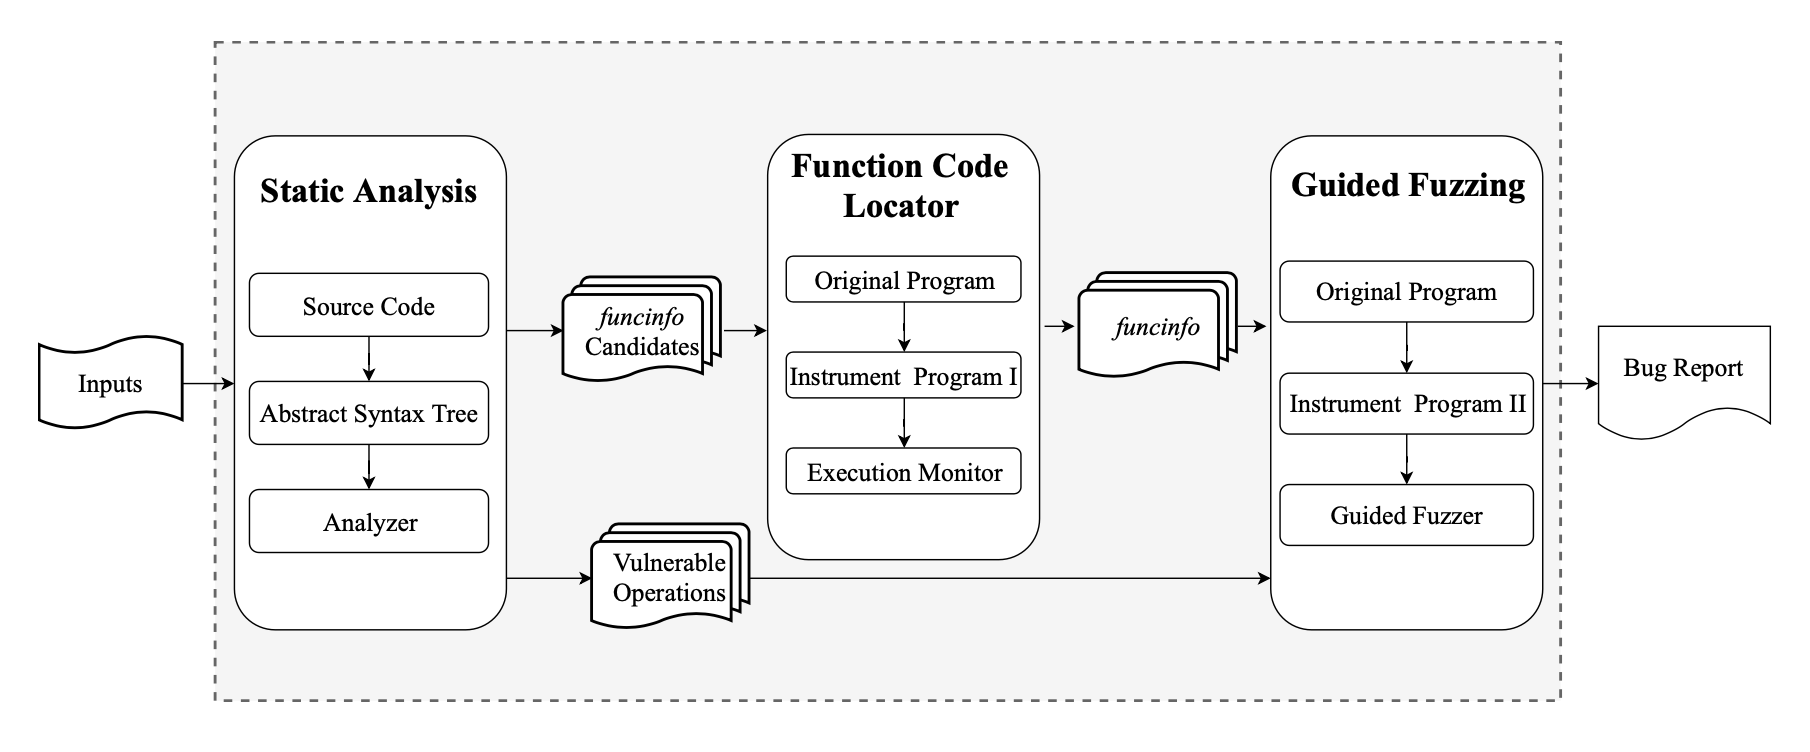 Inputs
Static Analysis
Source Code
Abstract Syntax Tree
Analyzer
funcinfo
Candidates
Vulnerable
Operations
Function Code
Locator
Original Program
Instrument Program I
Execution Monitor
funcinfo
Guided Fuzzing
Original Program
Instrument Program II
Guided Fuzzer
Bug Report